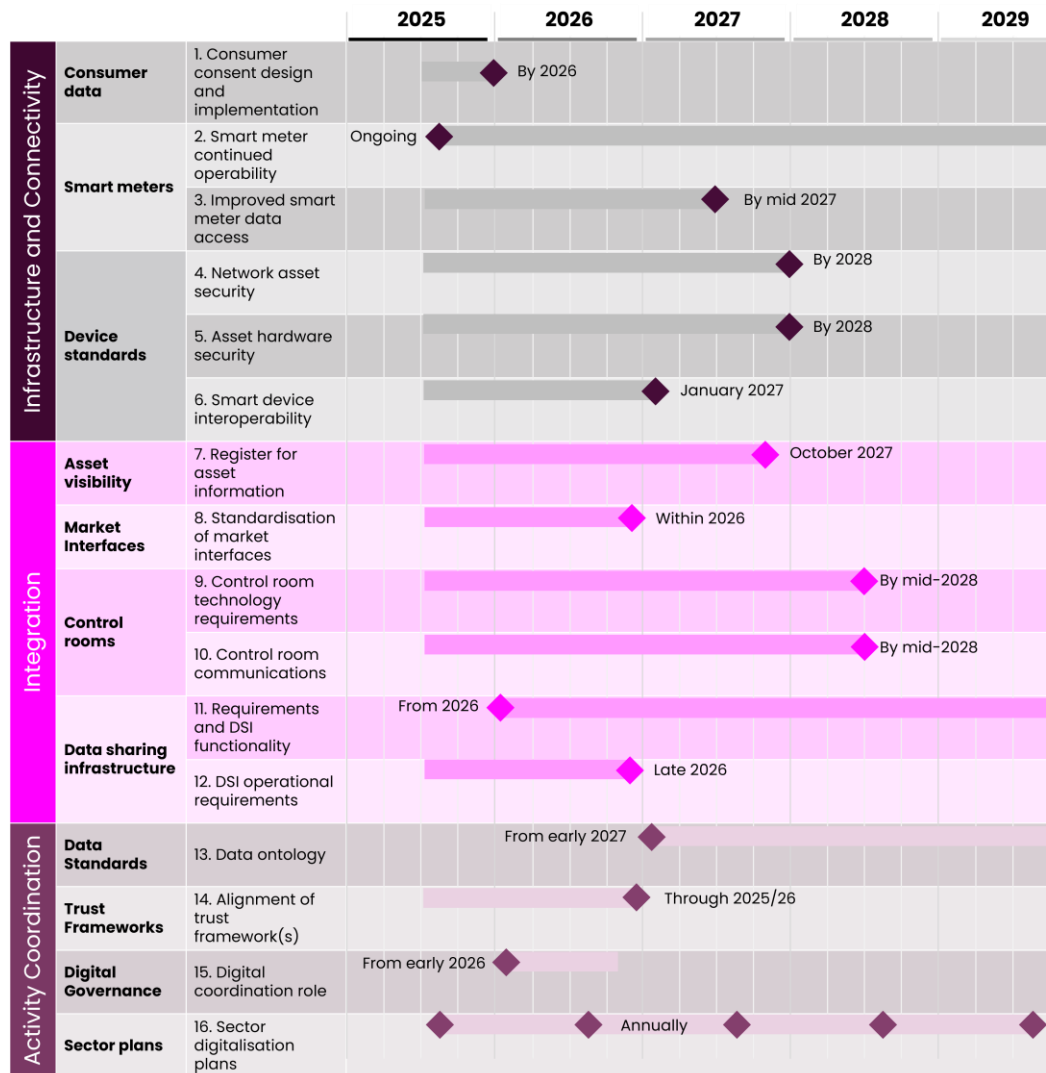 2025 2026 2027 2028 2029
Infrastructure and Connectivity
Consumer
data
1. Consumer
consent design
and
implementation
By 2026
Smart meters
2. Smart meter
continued
operability
Ongoing
3. Improved smart
meter data
access
By mid 2027
Device
standards
4. Network asset
security
By 2028
5. Asset hardware
security
By 2028
6. Smart device
interoperability
January 2027
Integration
Asset
visibility
7. Register for
asset
information
October 2027
Market
Interfaces
8. Standardisation
of market
interfaces
Within 2026
Control
rooms
9. Control room
technology
requirements
By mid-2028
10. Control room
communications
By mid-2028
Data sharing
infrastructure
11. Requirements
and DSI
functionality
From 2026
12. DSI operational
requirements
Late 2026
Activity Coordination
Data
Standards
13. Data ontology
From early 2027
Trust
Frameworks
14. Alignment of
trust
framework(s)
Through 2025/26
Digital
Governance
15. Digital
coordination role
From early 2026
Sector plans
16. Sector
digitalisation
plans
Annually